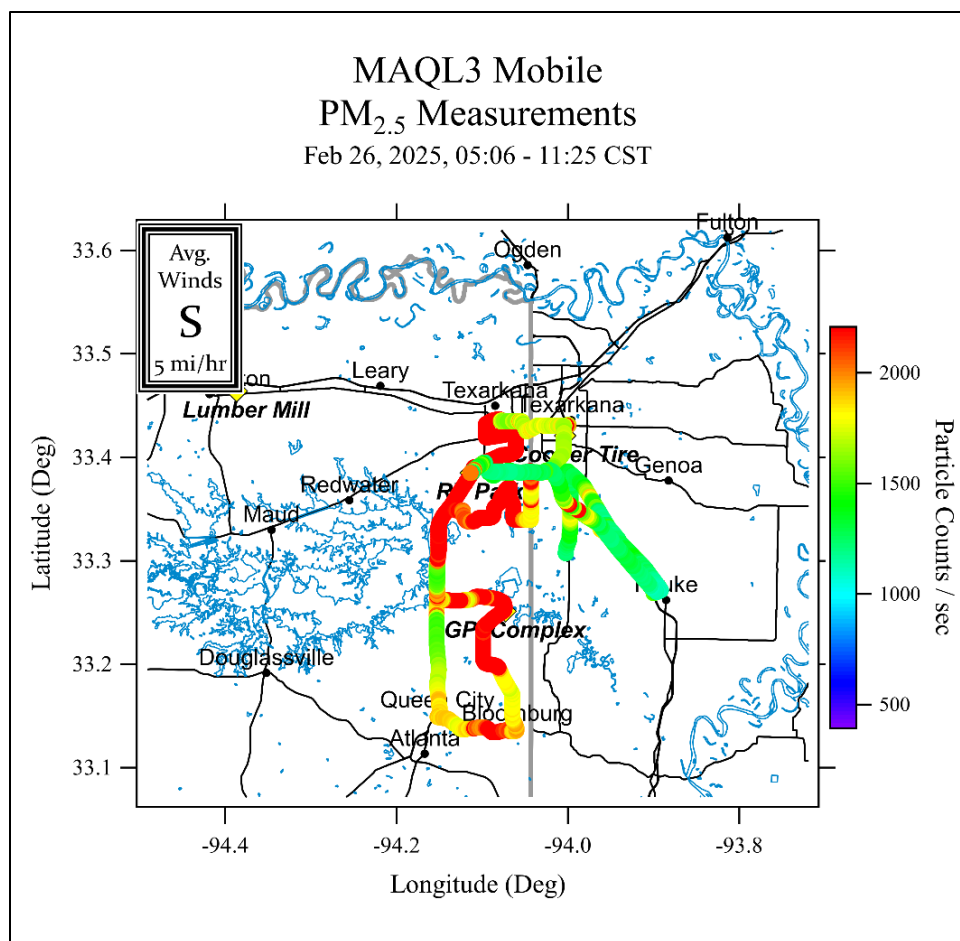 MAQL3 Mobile
PM2.5 Measurements
Feb 26, 2025, 05:06 - 11:25 CST
Avg.
Winds
S
5 mi/hr
Fulton
Ogden
Leary
Lumber Mill
Texarkana
Texarkana
Cooper Tire
Genoa
Redwater
Maud
GP Complex
Douglassville
Queen City
Bloomburg
Atlanta
33.6
33.5
33.4
33.3
33.2
33.1
Latitude (Deg)
-94.4
-94.2
-94.0
-93.8
Longitude (Deg)
2000
1500
1000
500
Particle Counts / sec